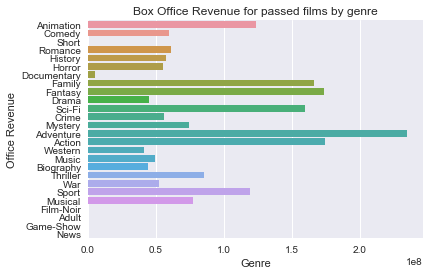 Box Office Revenue for passed films by genre
Office Revenue
Animation
Comedy
Short
Romance
History
Horror
Documentary
Family
Fantasy
Drama
Sci-Fi
Crime
Mystery
Adventure
Action
Western
Music
Biography
Thriller
War
Sport
Musical
Film-Noir
Adult
Game-Show
News
0.0 0.5 1.0 1.5 2.0
1e8
Genre